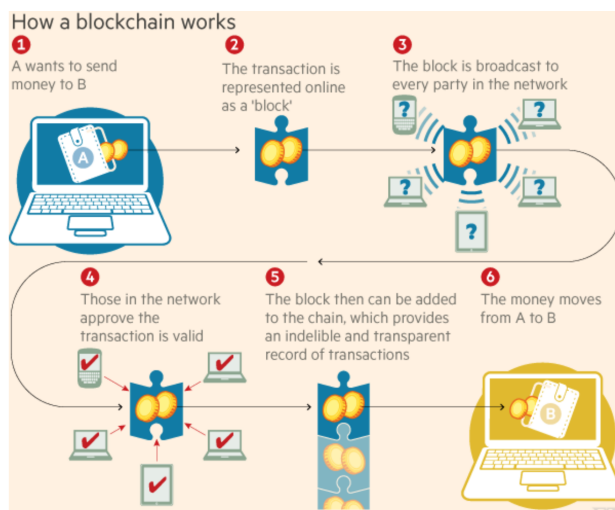 How a blockchain works
1
A wants to send
money to B
2
The transaction is
represented online
as a 'block'
3
The block is broadcast to
every party in the network
A
?
?
?
?
?
4
Those in the network
approve the
transaction is valid
5
The block then can be added
to the chain, which provides
an indelible and transparent
record of transactions
6
The money moves
from A to B
B